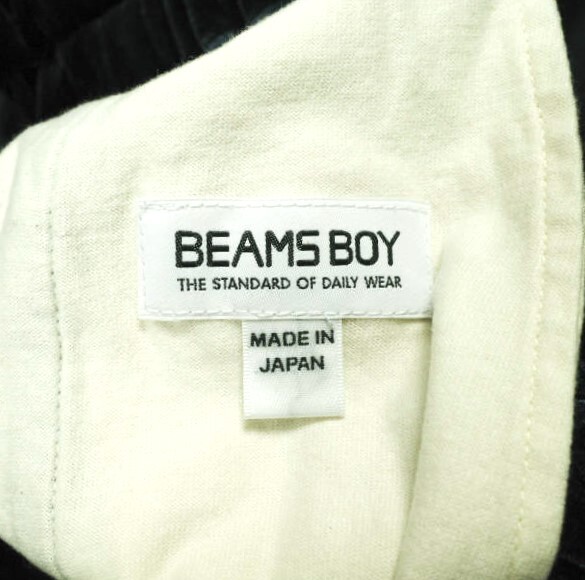 BEAMS BOY
THE STANDARD OF DAILY WEAR
MADE IN
JAPAN